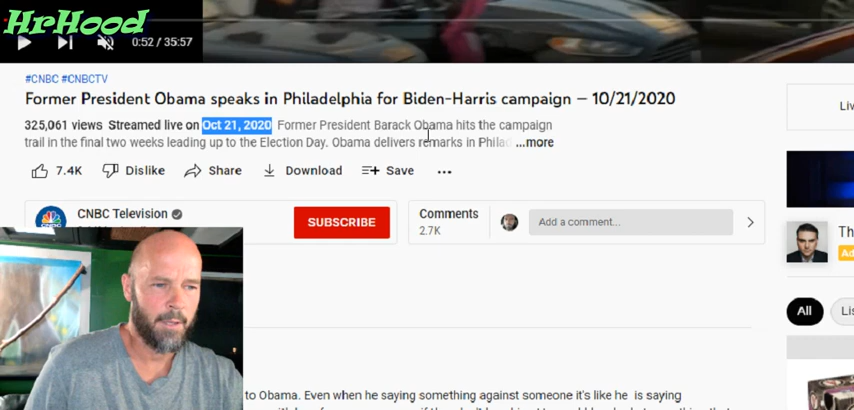 HrHood
0:52 / 35:57
#CNBC #CNBCTV
Former President Obama speaks in Philadelphia for Biden-Harris campaign – 10/21/2020
325,061 views Streamed live on Oct 21, 2020 Former President Barack Obama hits the campaign
trail in the final two weeks leading up to the Election Day. Obama delivers remarks in Philad ...more
7.4K Dislike Share Download Save ...
CNBC Television
SUBSCRIBE
Comments
2.7K
Add a comment...
Liv
Th
Ad
All
Lis
to Obama. Even when he saying something against someone it's like he is saying